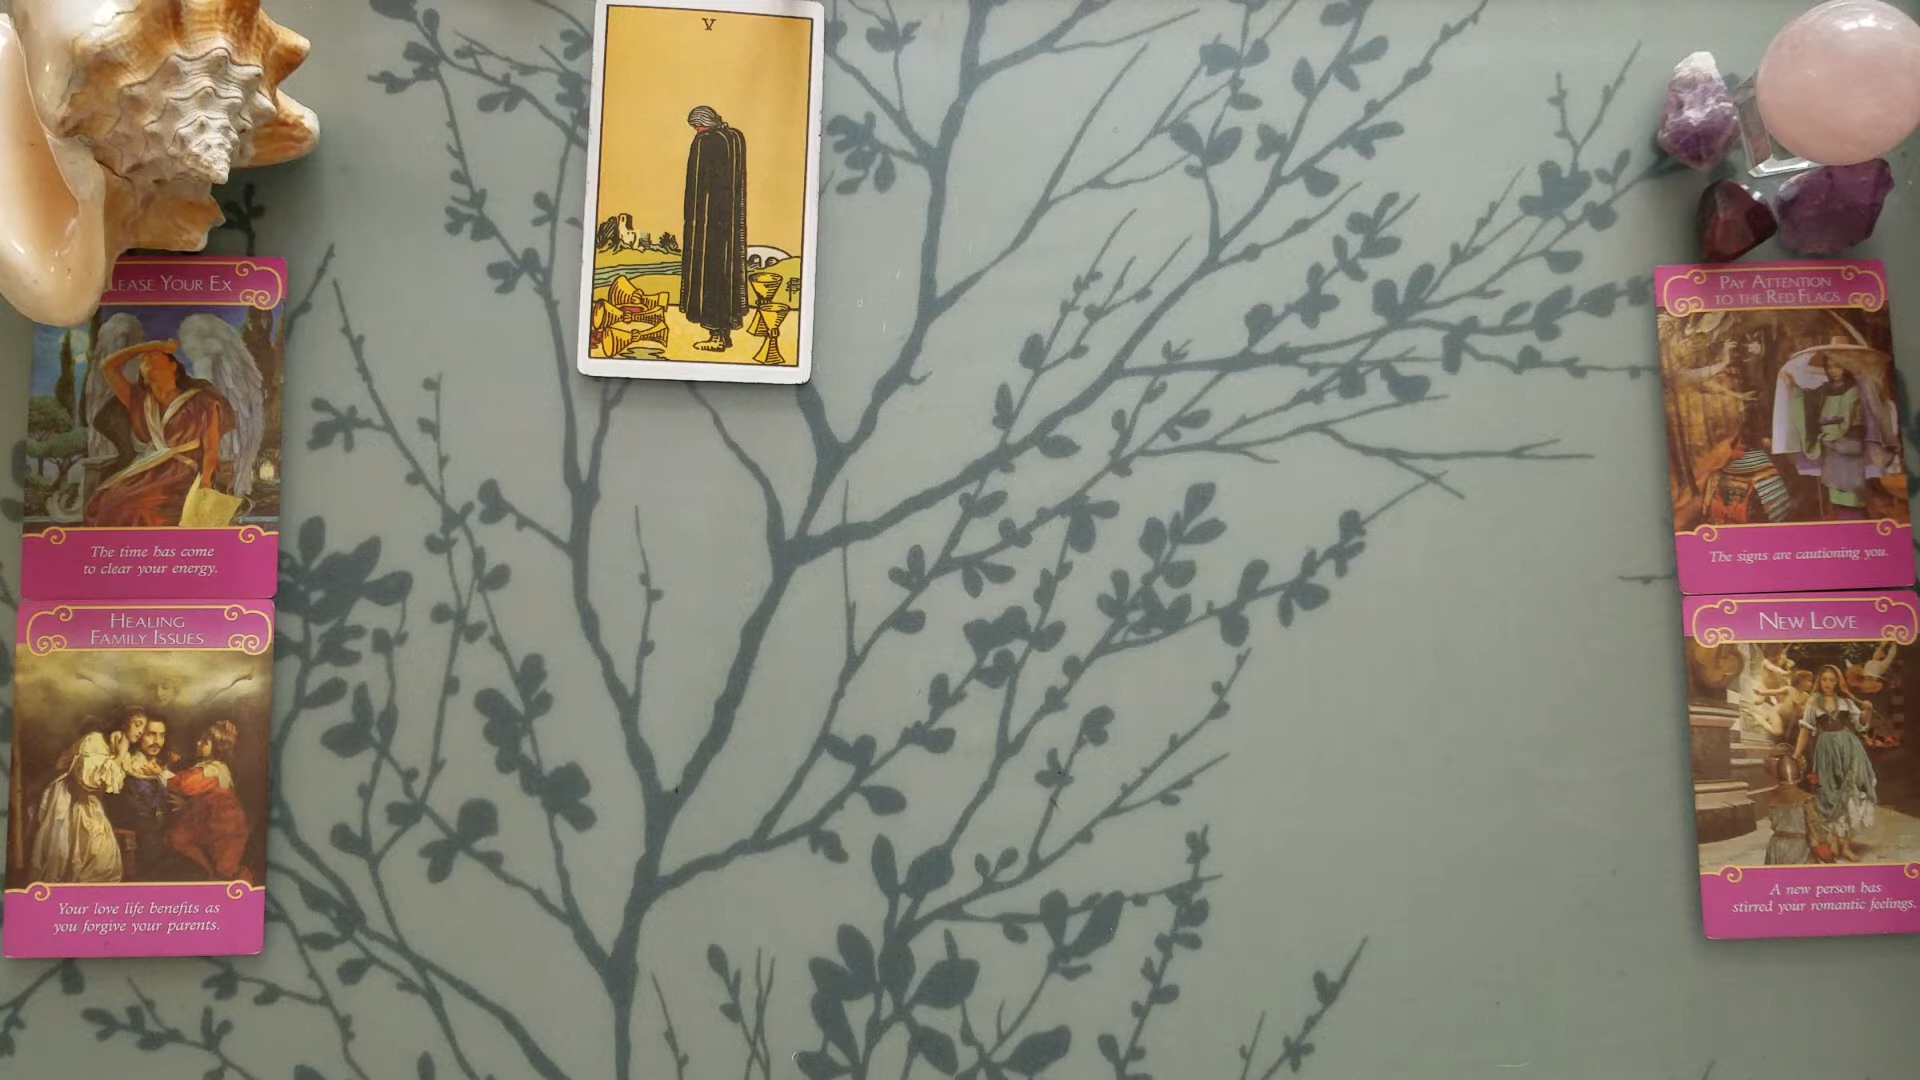 V
LEASE YOUR EX
The time has come
to clear your energy.
HEALING
FAMILY ISSUES
Your love life benefits as
you forgive your parents.
PAY ATTENTION
TO THE RED FLAGS
The signs are cautioning you.
NEW LOVE
A new person has
stirred your romantic feelings.